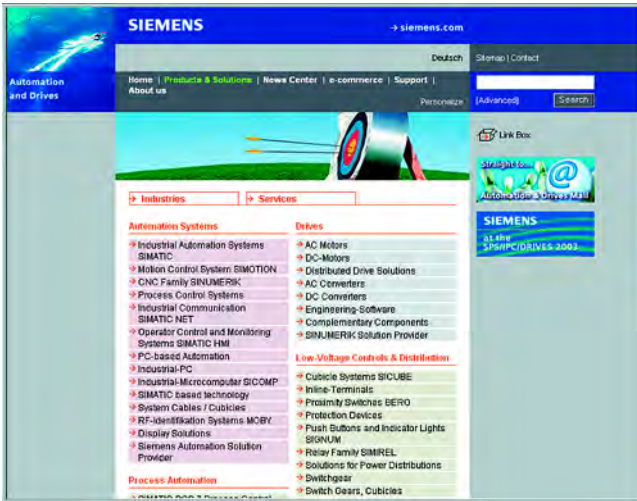 SIEMENS
→ siemens.com
Deutsch
Sitemap | Contact
Automation
and Drives
Home | Products & Solutions | News Center | e-commerce | Support |
About us
Personalize
[Advanced]
Search
Link Box
Straight to...
@
Automation & Drives Mall
SIEMENS
at the
SPS/IPC/DRIVES 2003
→ Industries
→ Services
Automation Systems
→ Industrial Automation Systems
SIMATIC
→ Motion Control System SIMOTION
→ CNC Family SINUMERIK
→ Process Control Systems
→ Industrial Communication
SIMATIC NET
→ Operator Control and Monitoring
Systems SIMATIC HMI
→ PC-based Automation
→ Industrial-PC
→ Industrial-Microcomputer SICOMP
→ SIMATIC based technology
→ System Cables / Cubicles
→ RF-Identifikation Systems MOBY
→ Display Solutions
→ Siemens Automation Solution
Provider
Process Automation
→ SIMATIC PCS 7 Process Control
Drives
→ AC Motors
→ DC-Motors
→ Distributed Drive Solutions
→ AC Converters
→ DC Converters
→ Engineering-Software
→ Complementary Components
→ SINUMERIK Solution Provider
Low-Voltage Controls & Distribution
→ Cubicle Systems SICUBE
→ Inline-Terminals
→ Proximity Switches BERO
→ Protection Devices
→ Push Buttons and Indicator Lights
SIGNUM
→ Relay Family SIMIREL
→ Solutions for Power Distributions
→ Switchgear
→ Switch Gears, Cubicles